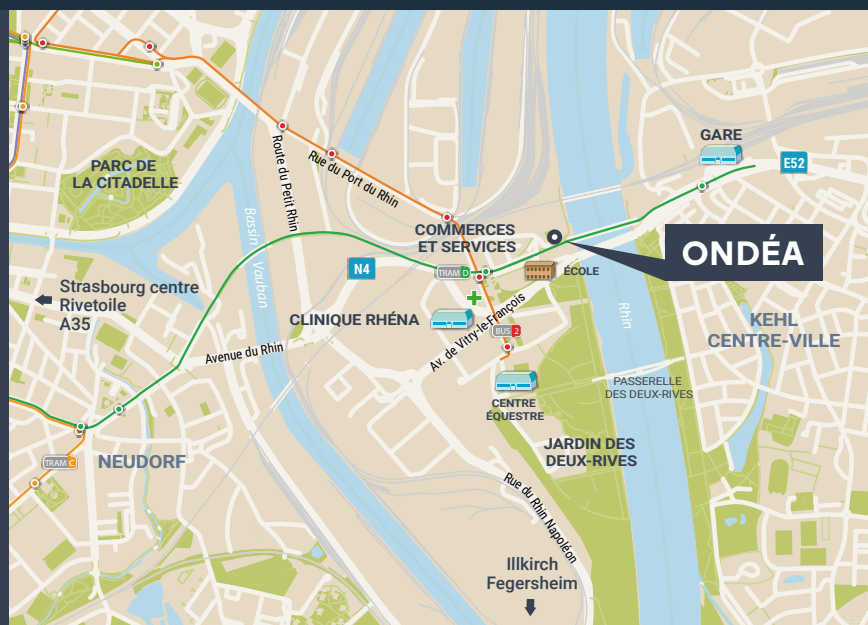 GARE
E52
PARC DE
LA CITADELLE
Route du Petit Rhin
Rue du Port du Rhin
COMMERCES
ET SERVICES
ONDÉA
Bassin Vauban
N4
TRAM D
ÉCOLE
Strasbourg centre
Rivetoile
A35
Rhin
CLINIQUE RHÉNA
Av. de Vitry-le-François
BUS 2
KEHL
CENTRE-VILLE
Avenue du Rhin
PASSERELLE
DES DEUX-RIVES
CENTRE
ÉQUESTRE
JARDIN DES
DEUX-RIVES
TRAM C
NEUDORF
Rue du Rhin Napoléon
Illkirch
Fegersheim